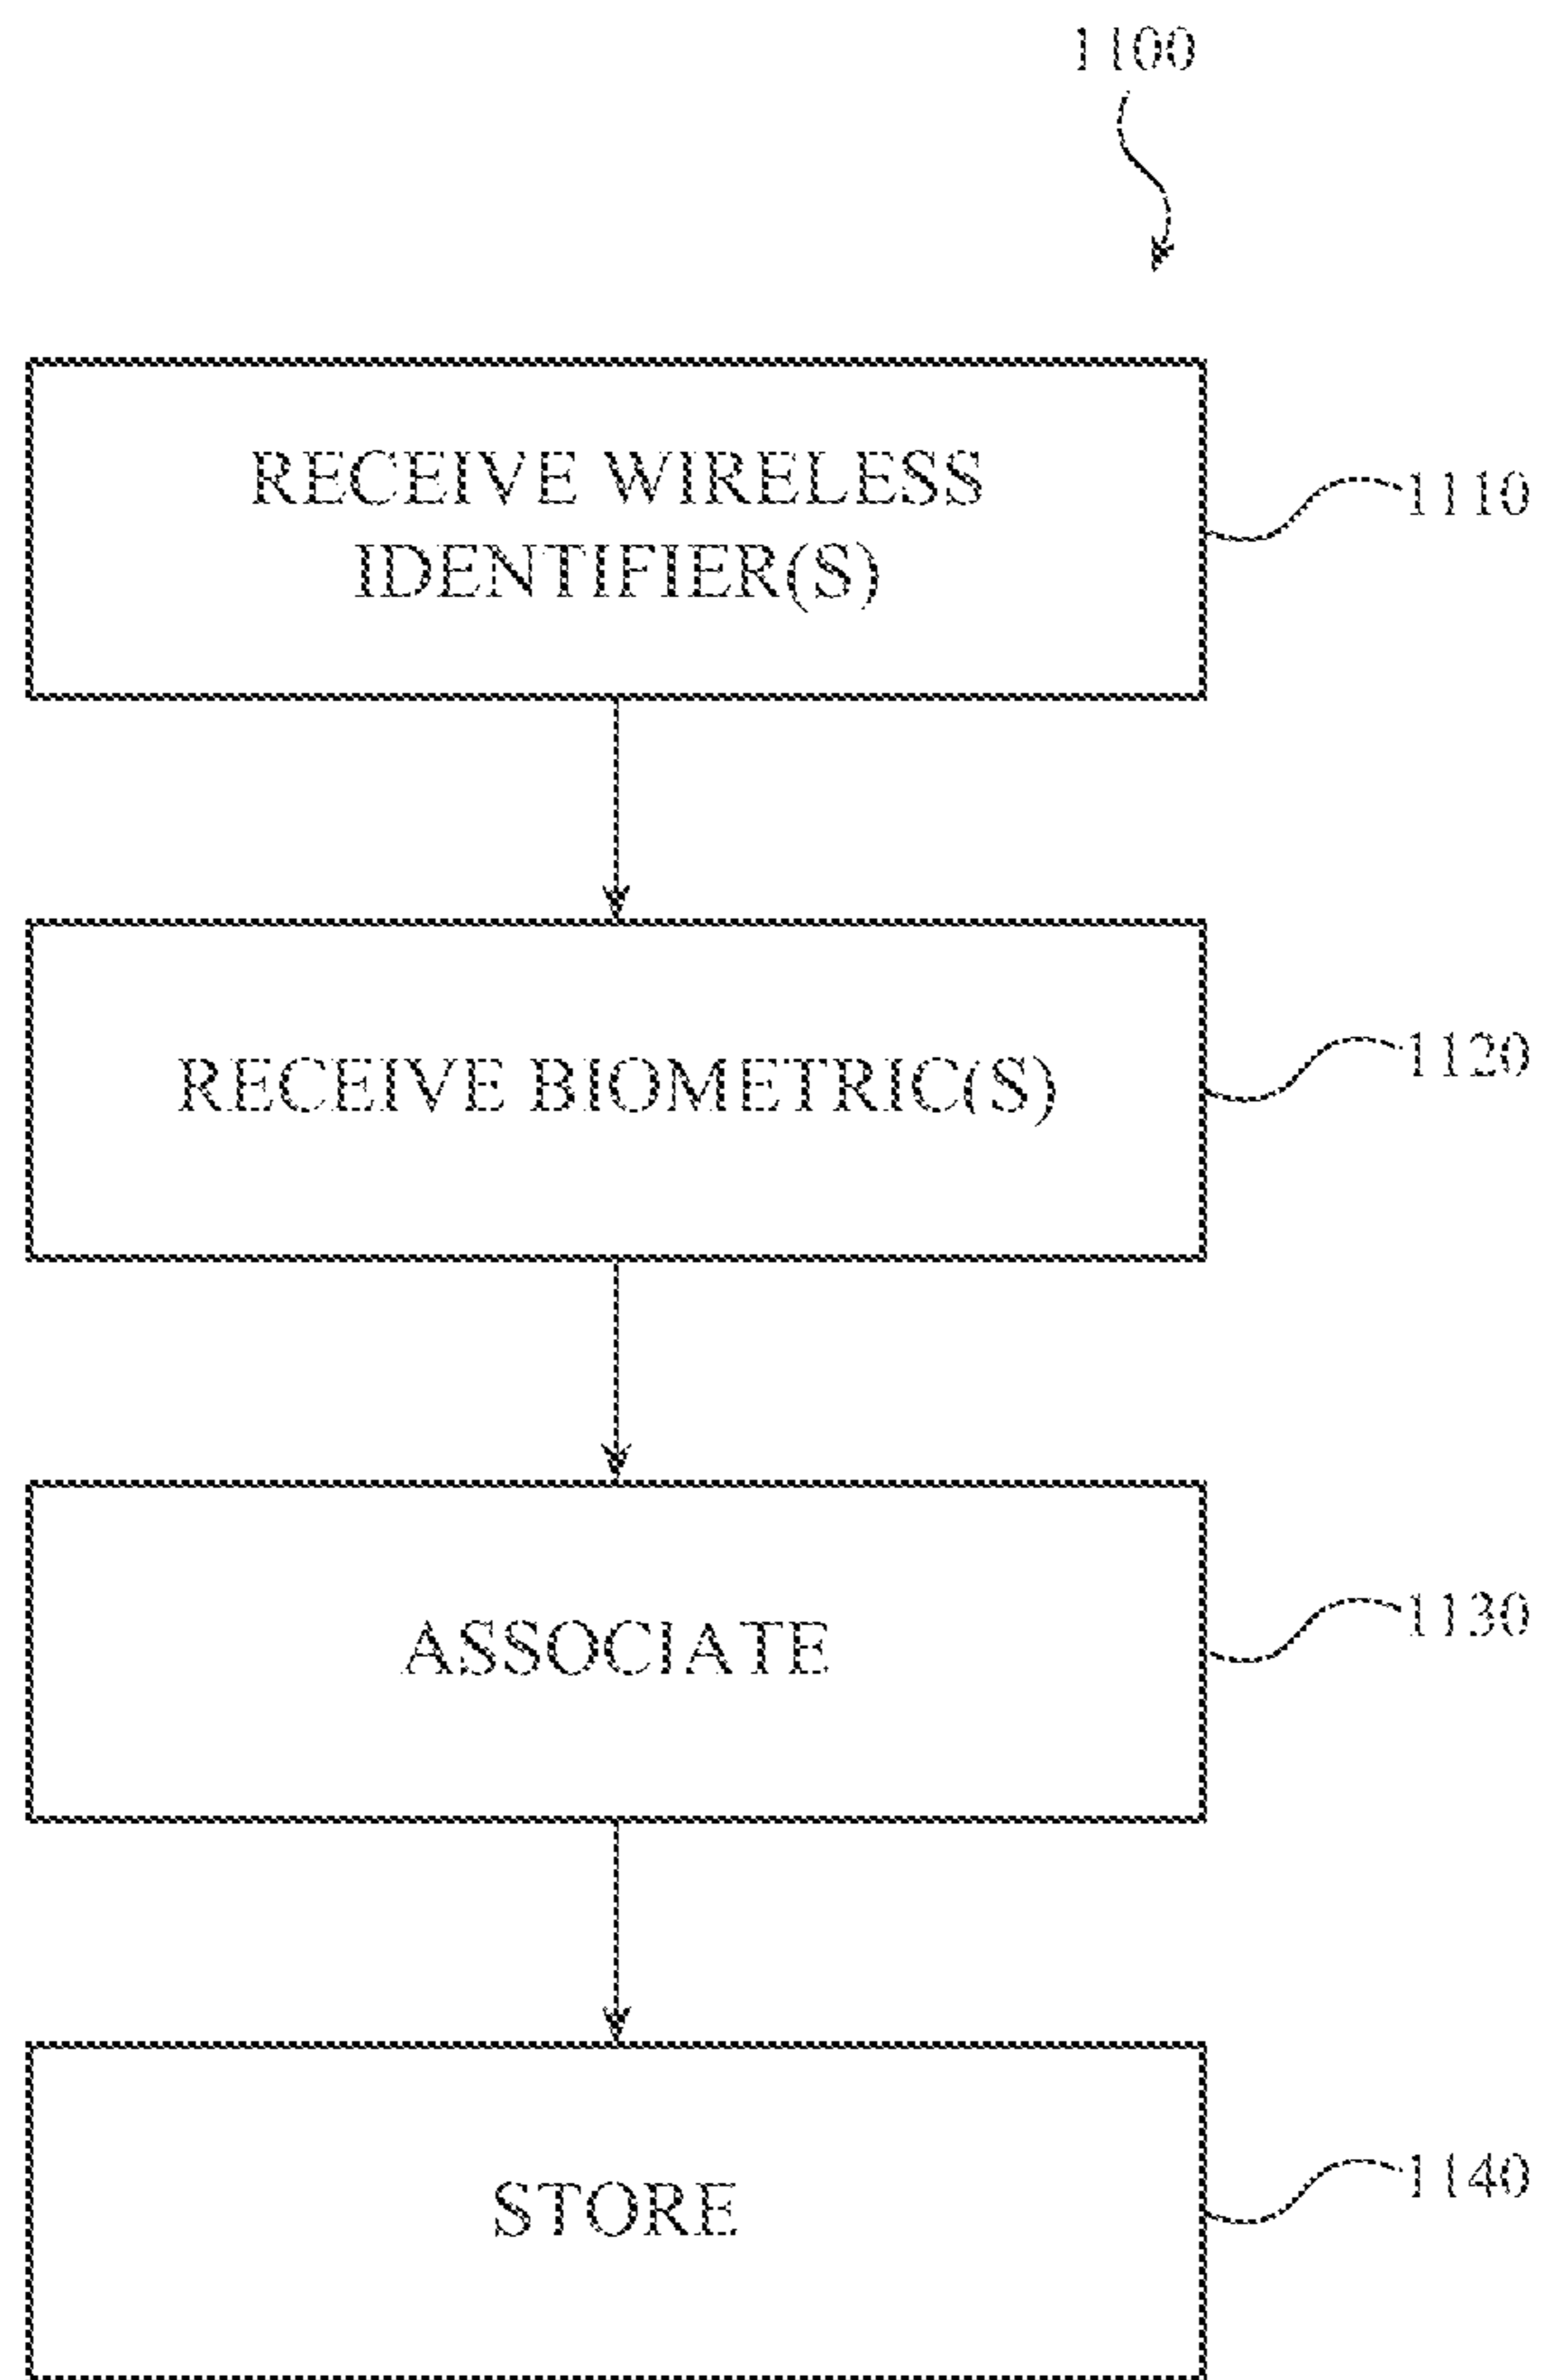 1100
RECEIVE WIRELESS
IDENTIFIER(S)
1110
RECEIVE BIOMETRIC(S)
1120
ASSOCIATE
1130
STORE
1140